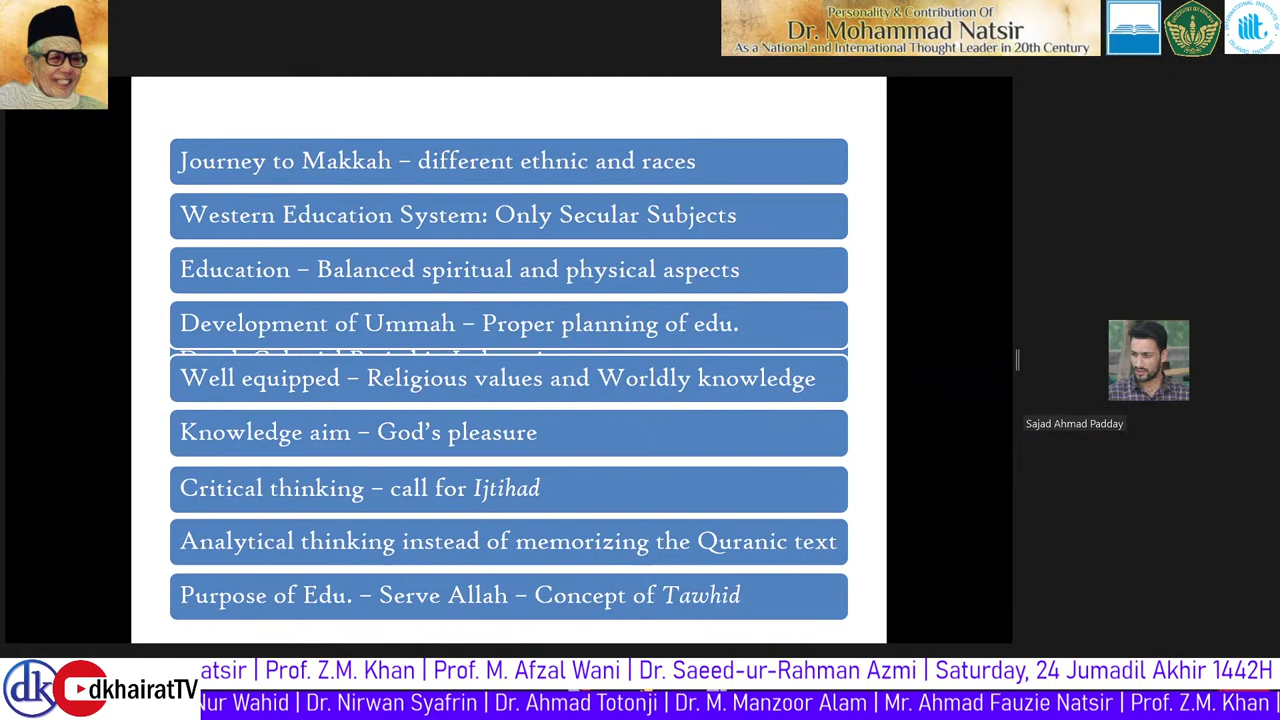 Personality & Contribution Of
Dr. Mohammad Natsir
As a National and International Thought Leader in 20th Century
Journey to Makkah – different ethnic and races
Western Education System: Only Secular Subjects
Education – Balanced spiritual and physical aspects
Development of Ummah – Proper planning of edu.
Well equipped – Religious values and Worldly knowledge
Knowledge aim – God's pleasure
Critical thinking – call for Ijtihad
Analytical thinking instead of memorizing the Quranic text
Purpose of Edu. – Serve Allah – Concept of Tawhid
Sajad Ahmad Padday
dk dkhairatTV
atsir | Prof. Z.M. Khan | Prof. M. Afzal Wani | Dr. Saeed-ur-Rahman Azmi | Saturday, 24 Jumadil Akhir 1442H
Nur Wahid | Dr. Nirwan Syafrin | Dr. Ahmad Totonji | Dr. M. Manzoor Alam | Mr. Ahmad Fauzie Natsir | Prof. Z.M. Khan |